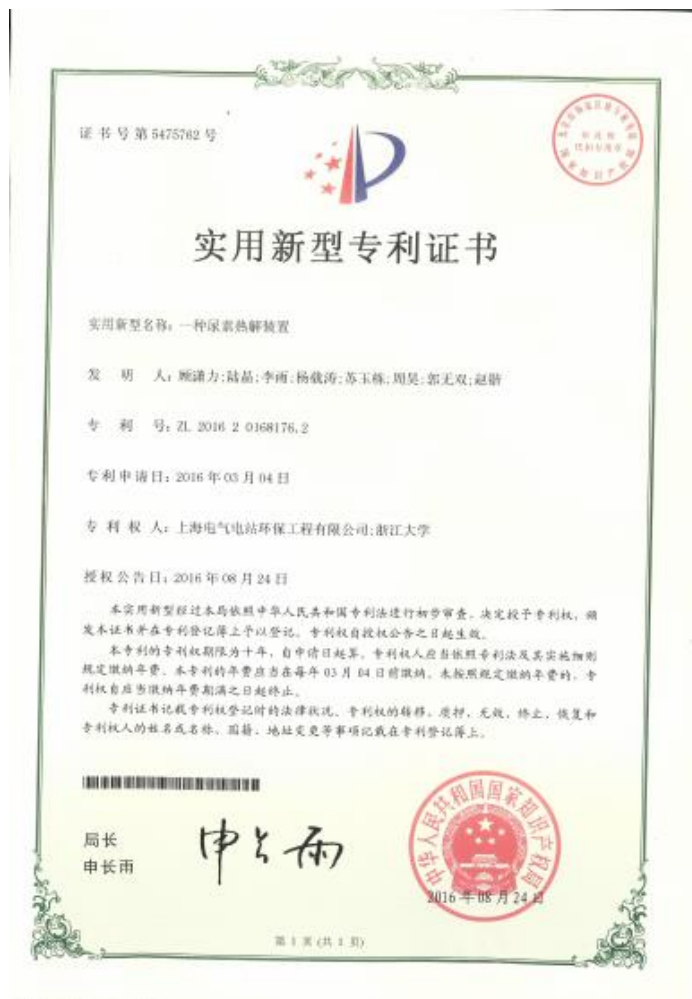 证书号第5475762号
实用新型专利证书
实用新型名称：一种尿素热解装置
发 明 人：顾潇力;陆晶;李雨;杨载涛;苏玉栋;周昊;郭无双;赵骱
专 利 号：ZL 2016 2 0168176.2
专利申请日：2016年03月04日
专 利 权 人：上海电气电站环保工程有限公司;浙江大学
授权公告日：2016年08月24日
本实用新型经过本局依照中华人民共和国专利法进行初步审查，决定授予专利权，颁
发本证书并在专利登记簿上予以登记。专利权自授权公告之日起生效。
本专利的专利权期限为十年，自申请日起算。专利权人应当依照专利法及其实施细则
规定缴纳年费。本专利的年费应当在每年03月04日前缴纳。未按照规定缴纳年费的，专
利权自应当缴纳年费期满之日起终止。
专利证书记载专利权登记时的法律状况。专利权的转移、质押、无效、终止、恢复和
专利权人的姓名或名称、国籍、地址变更等事项记载在专利登记簿上。
局长
申长雨
申长雨
中华人民共和国国家知识产权局
2016年08月24日
第 1 页 (共 1 页)